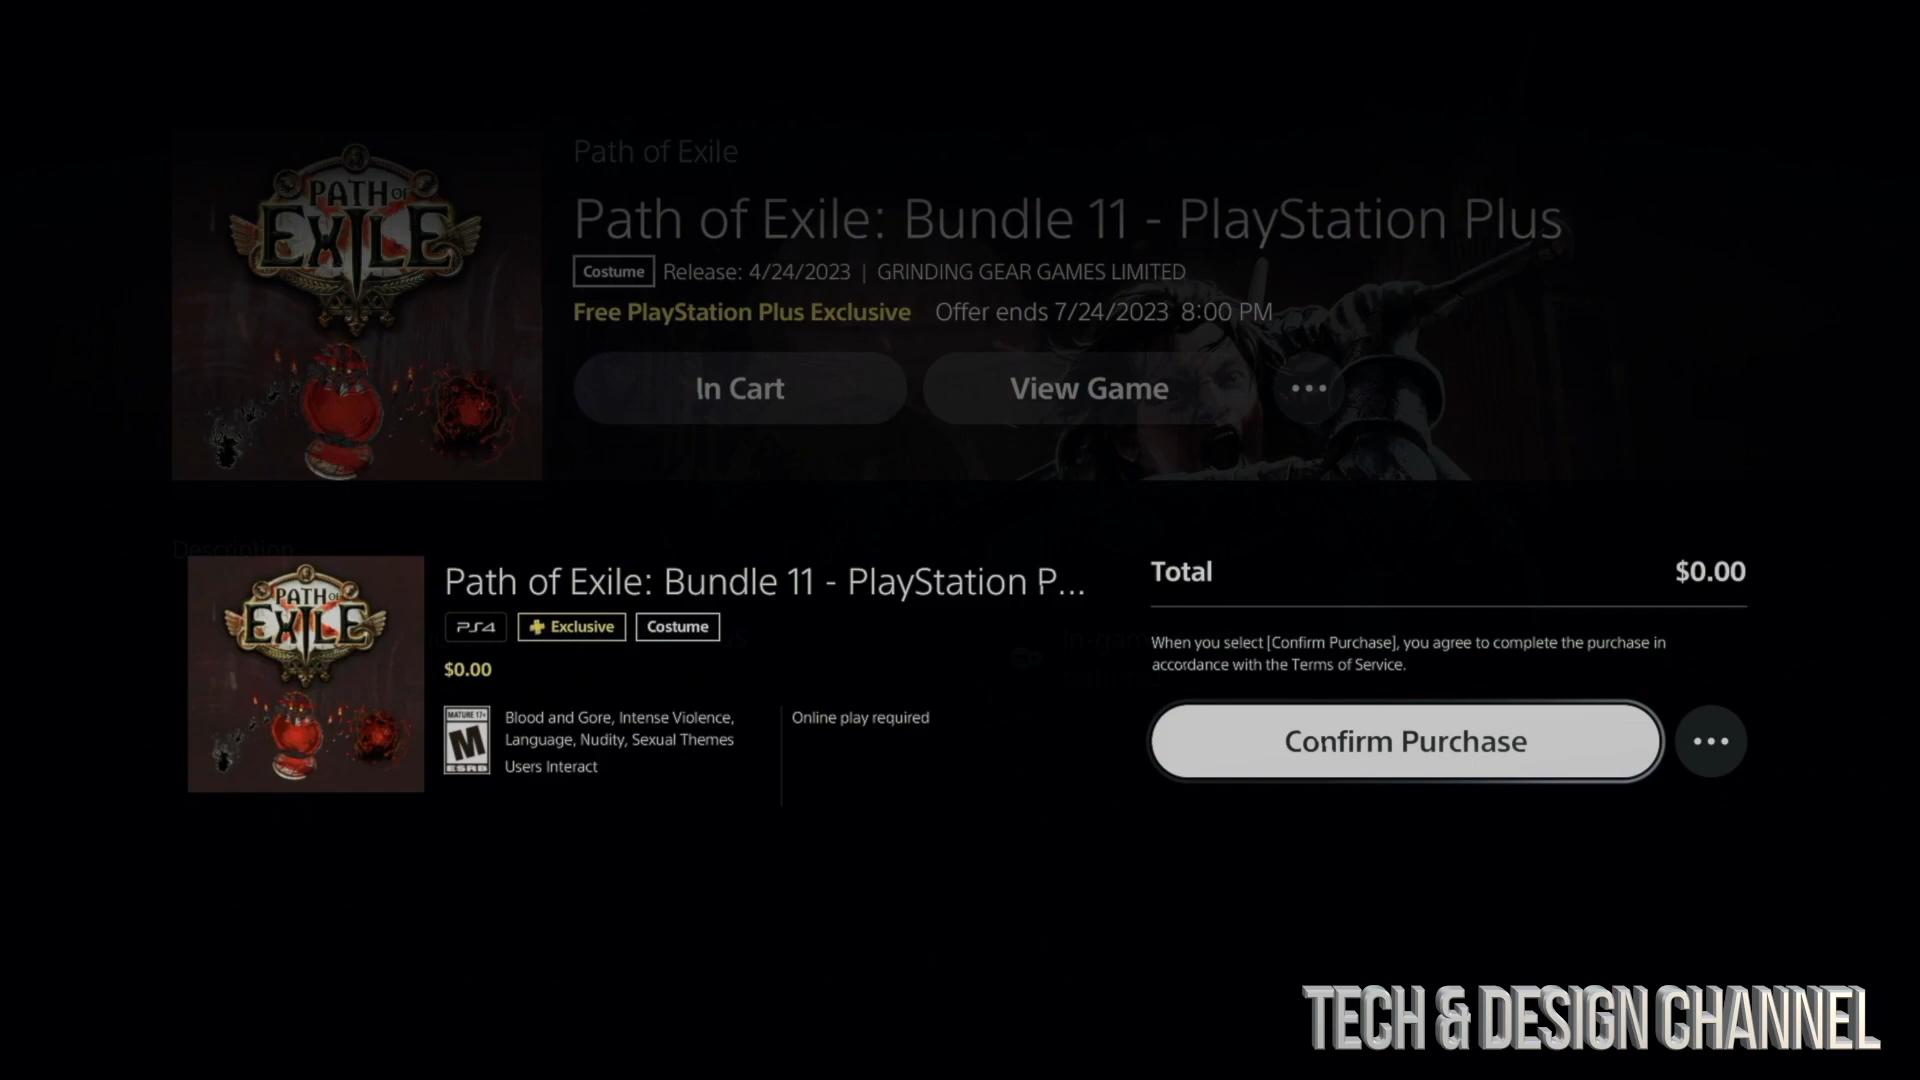 Path of Exile
PATH OF
EXILE
Path of Exile: Bundle 11 - PlayStation Plus
Costume Release: 4/24/2023 | GRINDING GEAR GAMES LIMITED
Free PlayStation Plus Exclusive Offer ends 7/24/2023 8:00 PM
In Cart View Game
Description
PATH OF
EXILE
Path of Exile: Bundle 11 - PlayStation P...
PS4 Exclusive Costume
$0.00
MATURE 17+
M
ESRB
Blood and Gore, Intense Violence,
Language, Nudity, Sexual Themes
Users Interact
Online play required
Total $0.00
When you select [Confirm Purchase], you agree to complete the purchase in
accordance with the Terms of Service.
Confirm Purchase
TECH & DESIGN CHANNEL